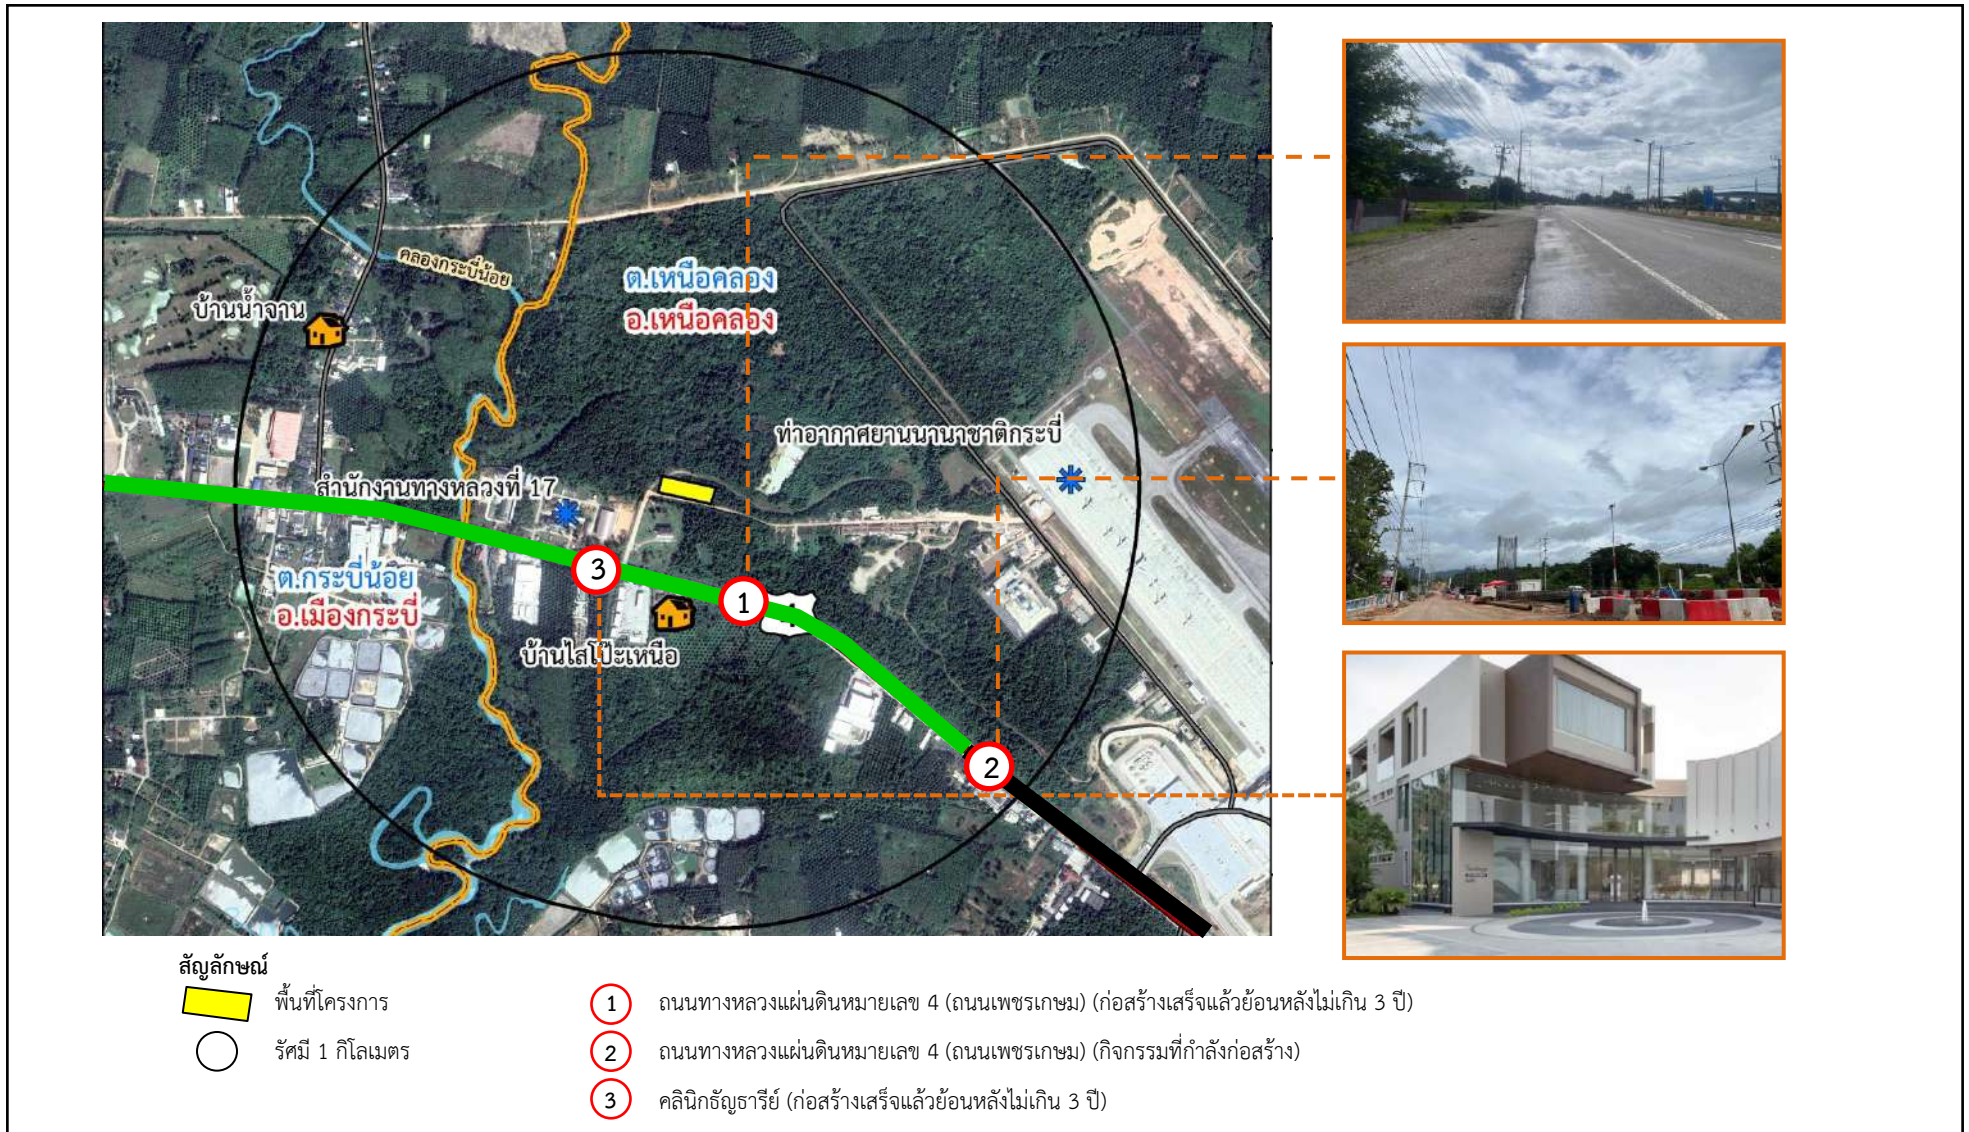 คลองกระบี่น้อย
ต.เหนือคลอง
อ.เหนือคลอง
บ้านน้ำจาน
ท่าอากาศยานนานาชาติกระบี่
สำนักงานทางหลวงที่ 17
3
ต.กระบี่น้อย
อ.เมืองกระบี่
1
4
บ้านไสโป๊ะเหนือ
2
สัญลักษณ์
พื้นที่โครงการ
รัศมี 1 กิโลเมตร
1 ถนนทางหลวงแผ่นดินหมายเลข 4 (ถนนเพชรเกษม) (ก่อสร้างเสร็จแล้วย้อนหลังไม่เกิน 3 ปี)
2 ถนนทางหลวงแผ่นดินหมายเลข 4 (ถนนเพชรเกษม) (กิจกรรมที่กำลังก่อสร้าง)
3 คลินิกธัญธารีย์ (ก่อสร้างเสร็จแล้วย้อนหลังไม่เกิน 3 ปี)